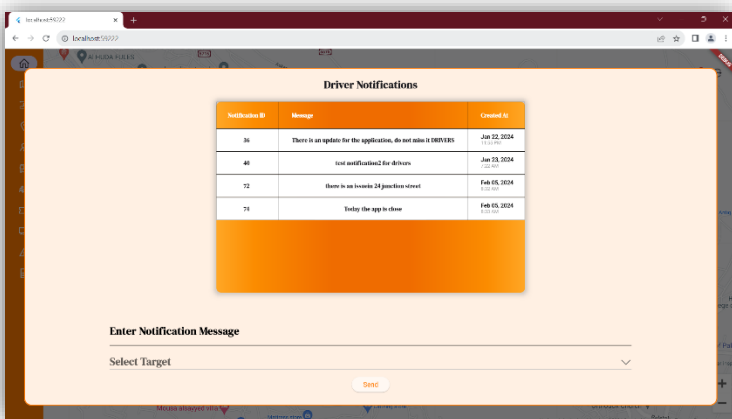 localhost:59222
localhost:59222
DEBUG
Driver Notifications
Notification ID Message Created At
36 There is an update for the application, do not miss it DRIVERS Jan 22, 2024
40 test notification2 for drivers Jan 23, 2024
72 there is an issuein 24 junction street Feb 05, 2024
74 Today the app is close Feb 05, 2024
Enter Notification Message
Select Target
Send